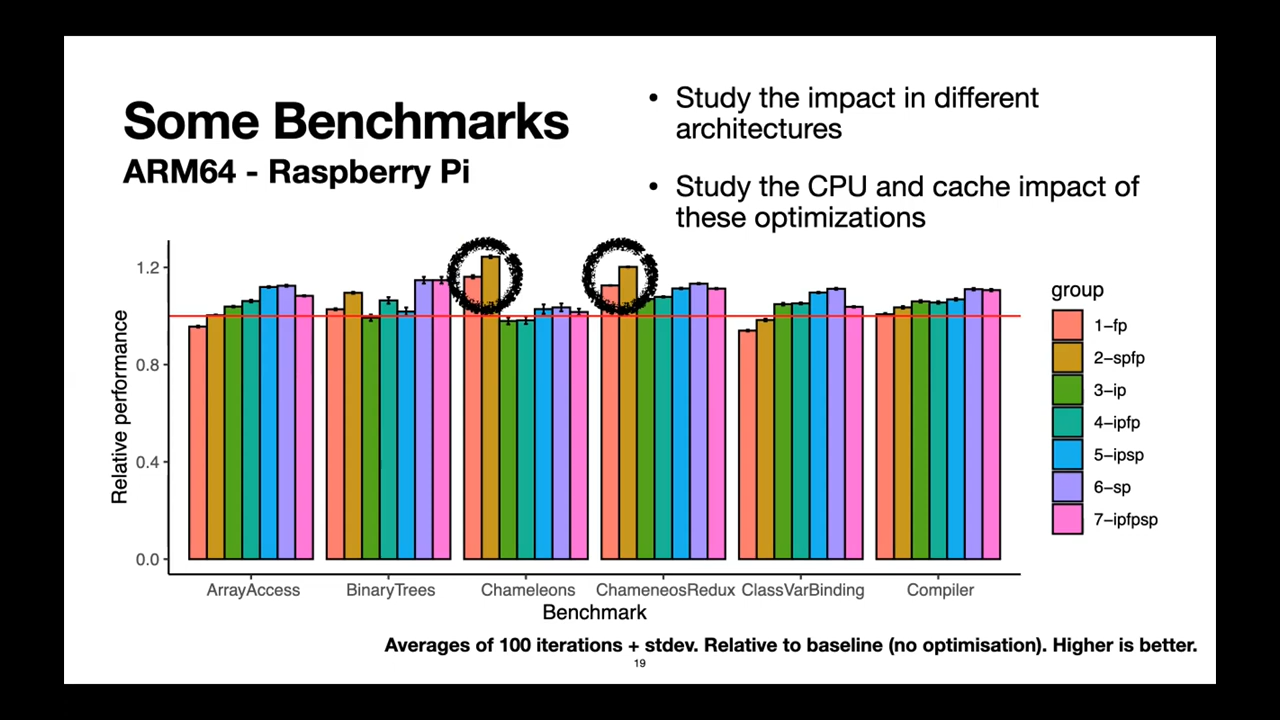 Some Benchmarks
ARM64 - Raspberry Pi
• Study the impact in different
architectures
• Study the CPU and cache impact of
these optimizations
1.2
0.8
0.4
0.0
Relative performance
ArrayAccess
BinaryTrees
Chameleons
ChameneosRedux
ClassVarBinding
Compiler
Benchmark
group
1-fp
2-spfp
3-ip
4-ipfp
5-ipsp
6-sp
7-ipfpsp
Averages of 100 iterations + stdev. Relative to baseline (no optimisation). Higher is better.
19